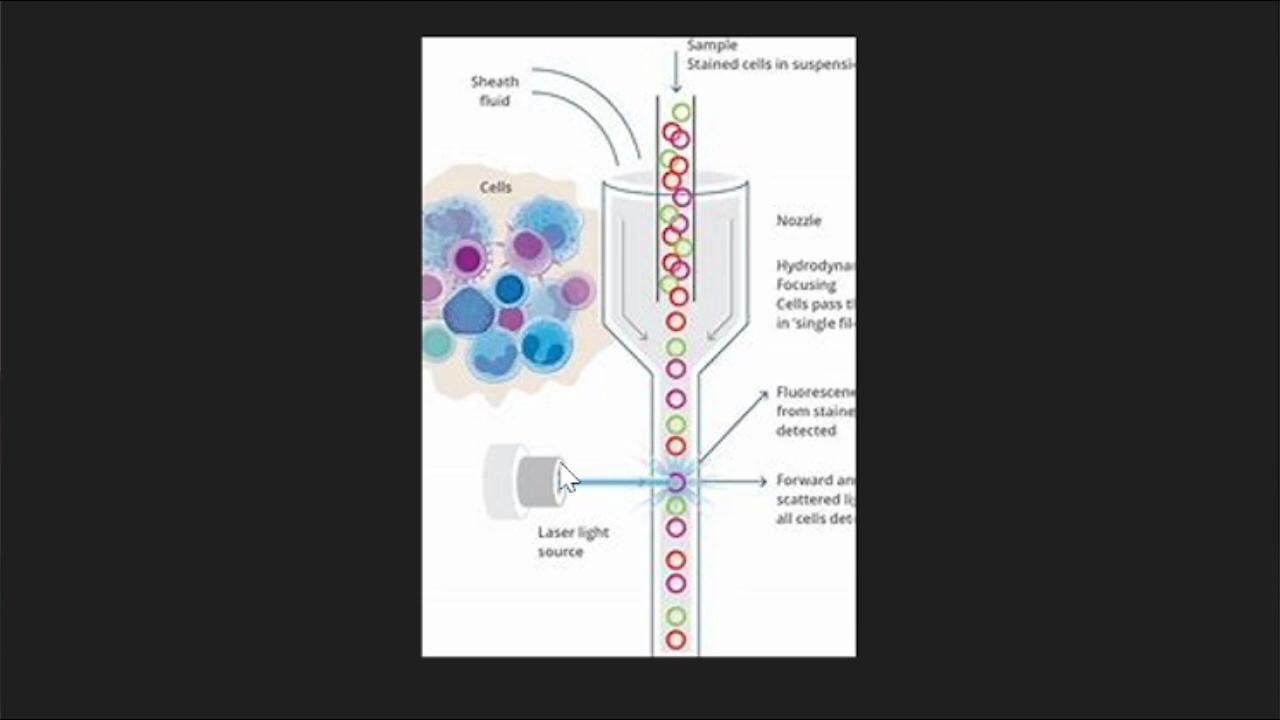 Sample
Stained cells in suspensi
Sheath
fluid
Cells
Nozzle
Hydrodyna
Focusing
Cells pass t
in 'single fil
Fluorescen
from staine
detected
Forward an
scattered li
all cells det
Laser light
source